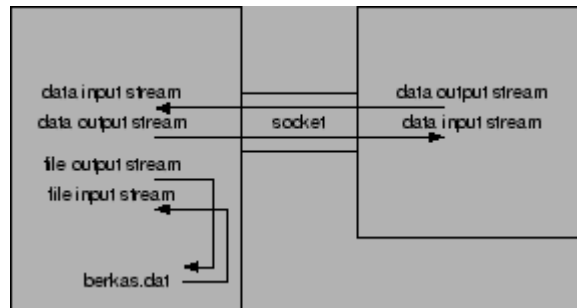 data input stream
data output stream
data output stream
socket
data input stream
file output stream
file input stream
berkas.dat